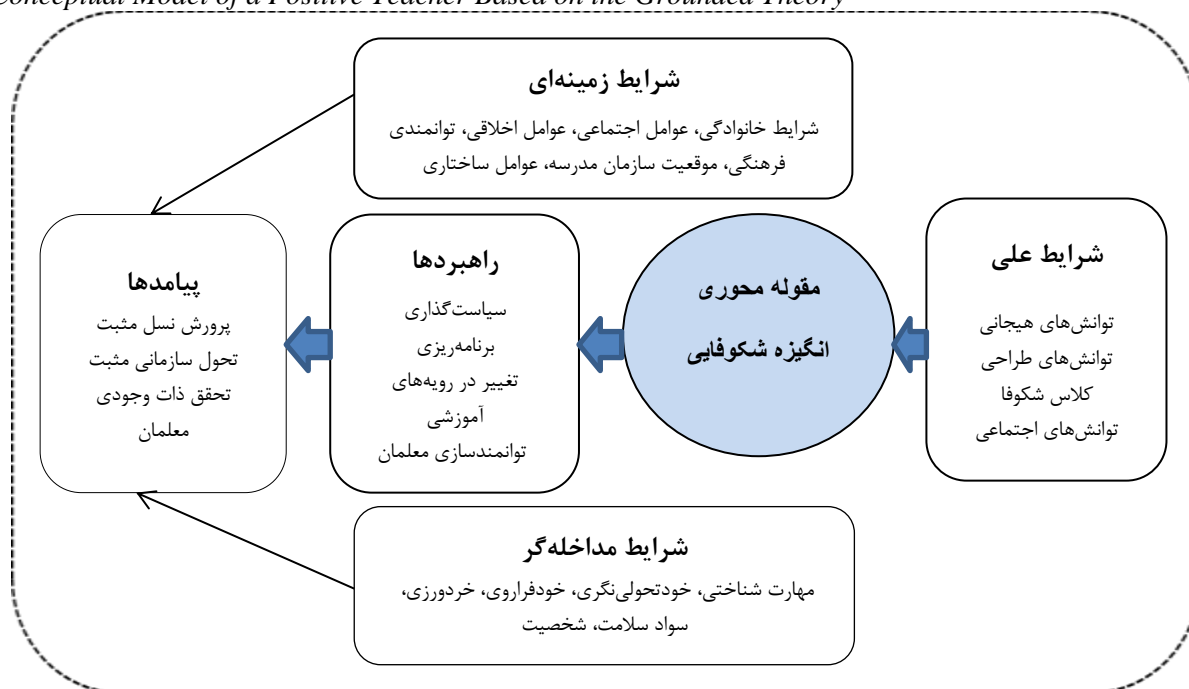 Conceptual Model of a Positive Teacher Based on the Grounded Theory
شرایط زمینه‌ای
شرایط خانوادگی، عوامل اجتماعی، عوامل اخلاقی، توانمندی
فرهنگی، موقعیت سازمان مدرسه، عوامل ساختاری
شرایط علی
توانش‌های هیجانی
توانش‌های طراحی
کلاس شکوفا
توانش‌های اجتماعی
مقوله محوری
انگیزه شکوفایی
راهبردها
سیاست‌گذاری
برنامه‌ریزی
تغییر در رویه‌های
آموزشی
توانمندسازی معلمان
پیامدها
پرورش نسل مثبت
تحول سازمانی مثبت
تحقق ذات وجودی
معلمان
شرایط مداخله‌گر
مهارت شناختی، خودتحولی‌نگری، خودفراروی، خردورزی،
سواد سلامت، شخصیت